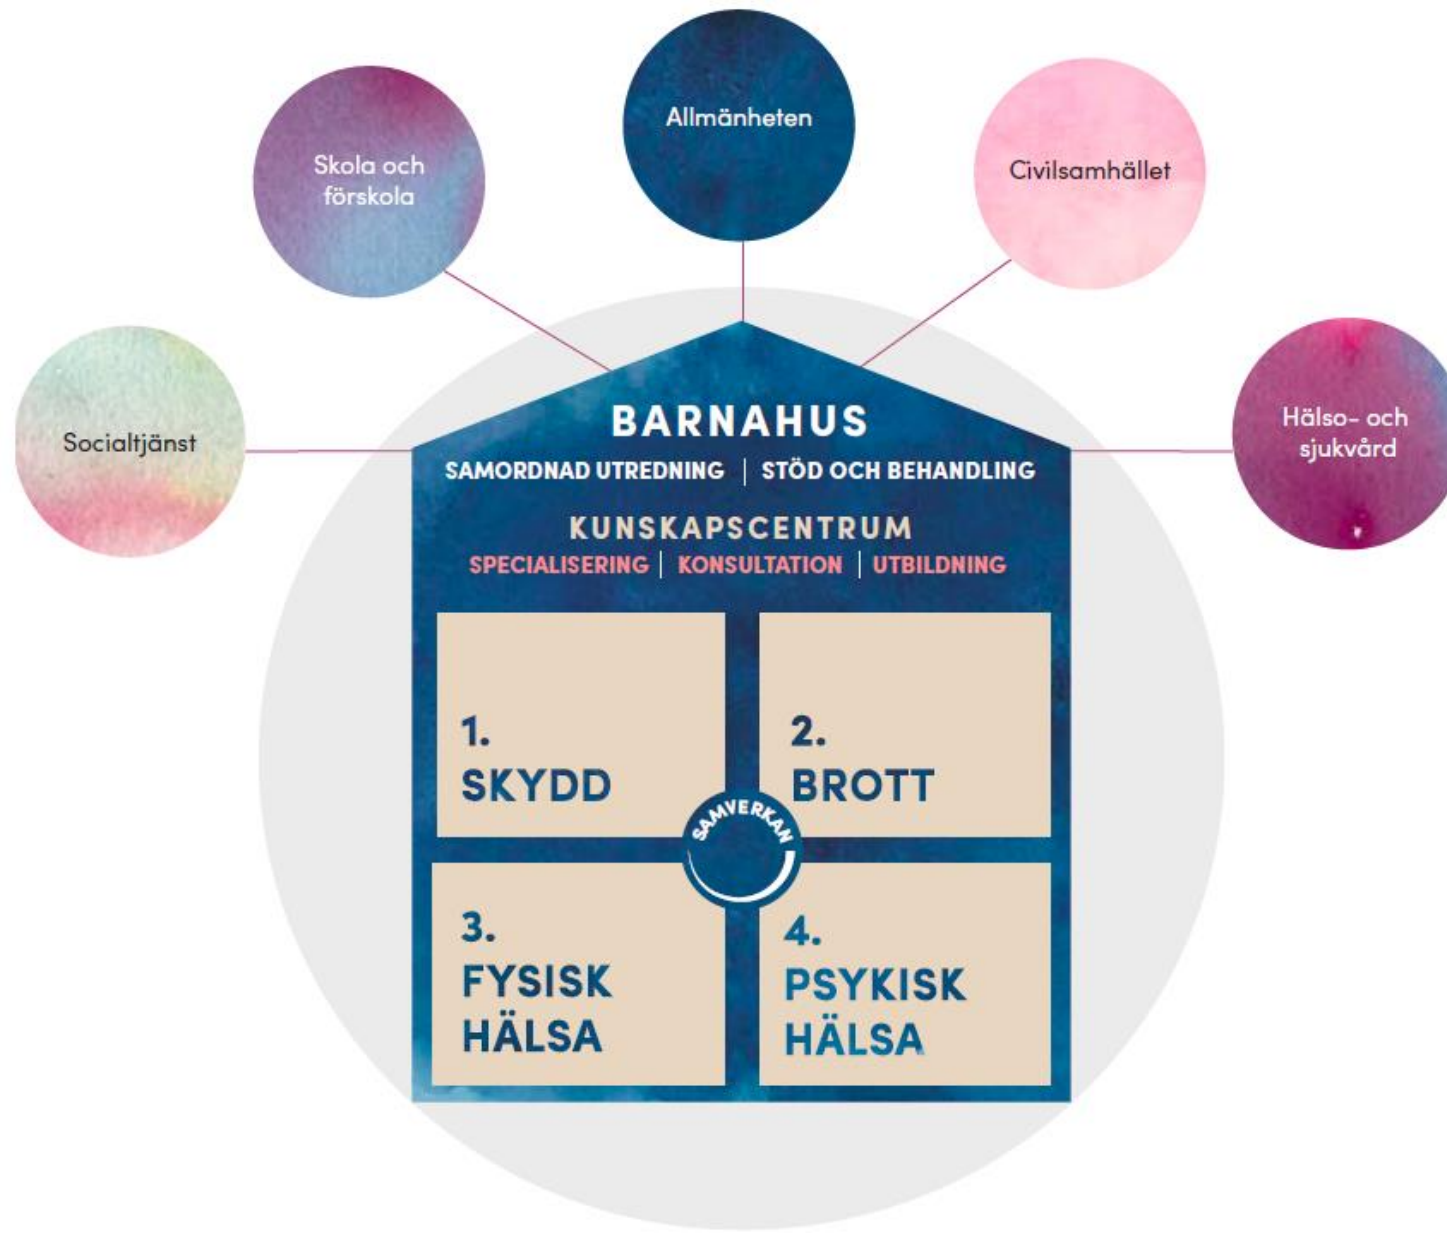 Allmänheten
Skola och
förskola
Civilsamhället
Socialtjänst
Hälso- och
sjukvård
BARNAHUS
SAMORDNAD UTREDNING | STÖD OCH BEHANDLING
KUNSKAPSCENTRUM
SPECIALISERING | KONSULTATION | UTBILDNING
1.
SKYDD
2.
BROTT
SAMVERKAN
3.
FYSISK
HÄLSA
4.
PSYKISK
HÄLSA